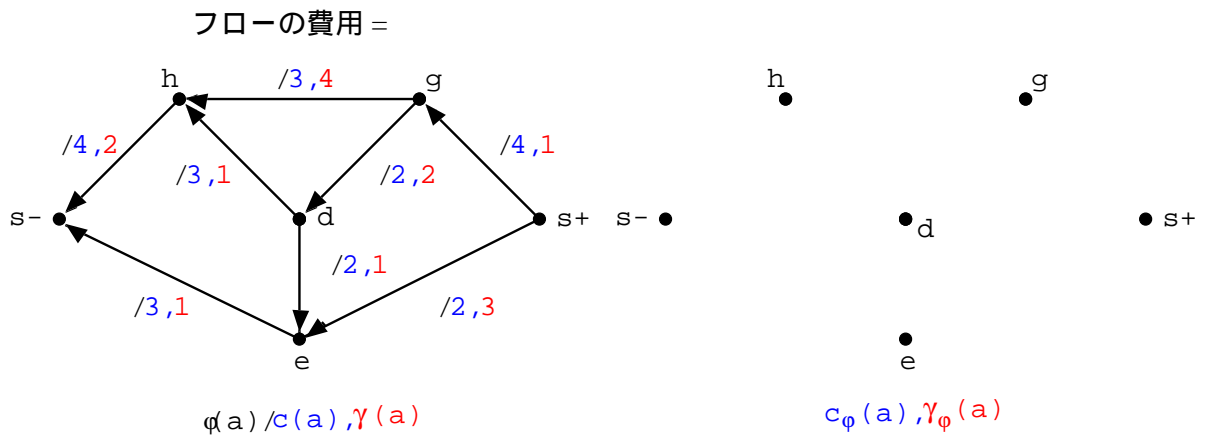 フローの費用 =
h
/3,4
g
/4,2
/3,1
/2,2
/4,1
s-
d
s+
/2,1
/3,1
/2,3
e
φ(a)/c(a),γ(a)
h
g
s-
d
s+
e
cφ(a),γφ(a)